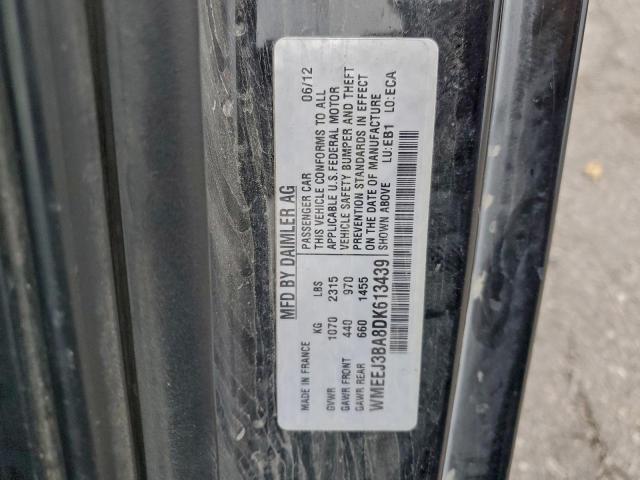 MFD BY DAIMLER AG
MADE IN FRANCE
PASSENGER CAR 06/12
THIS VEHICLE CONFORMS TO ALL
APPLICABLE U.S. FEDERAL MOTOR
VEHICLE SAFETY BUMPER AND THEFT
PREVENTION STANDARDS IN EFFECT
ON THE DATE OF MANUFACTURE
SHOWN ABOVE LU:EB1 LO:ECA
KG LBS
GVWR 1070 2315
GAWR FRONT 440 970
GAWR REAR 660 1455
WMEEJ3BA8DK613439